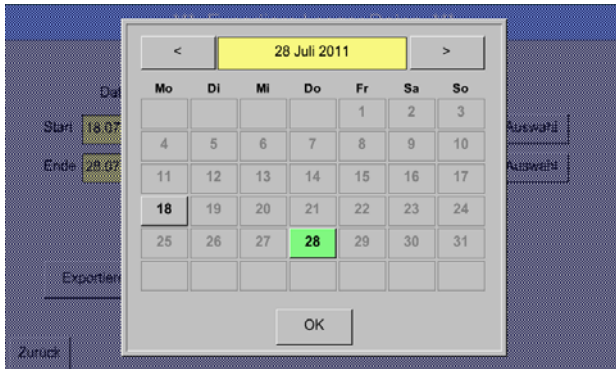 < 28 Juli 2011 >
Mo Di Mi Do Fr Sa So
1 2 3
4 5 6 7 8 9 10
Start 18.07 Auswahl
11 12 13 14 15 16 17
Ende 28.07 Auswahl
18 19 20 21 22 23 24
25 26 27 28 29 30 31
Exportiere
OK
Zurück